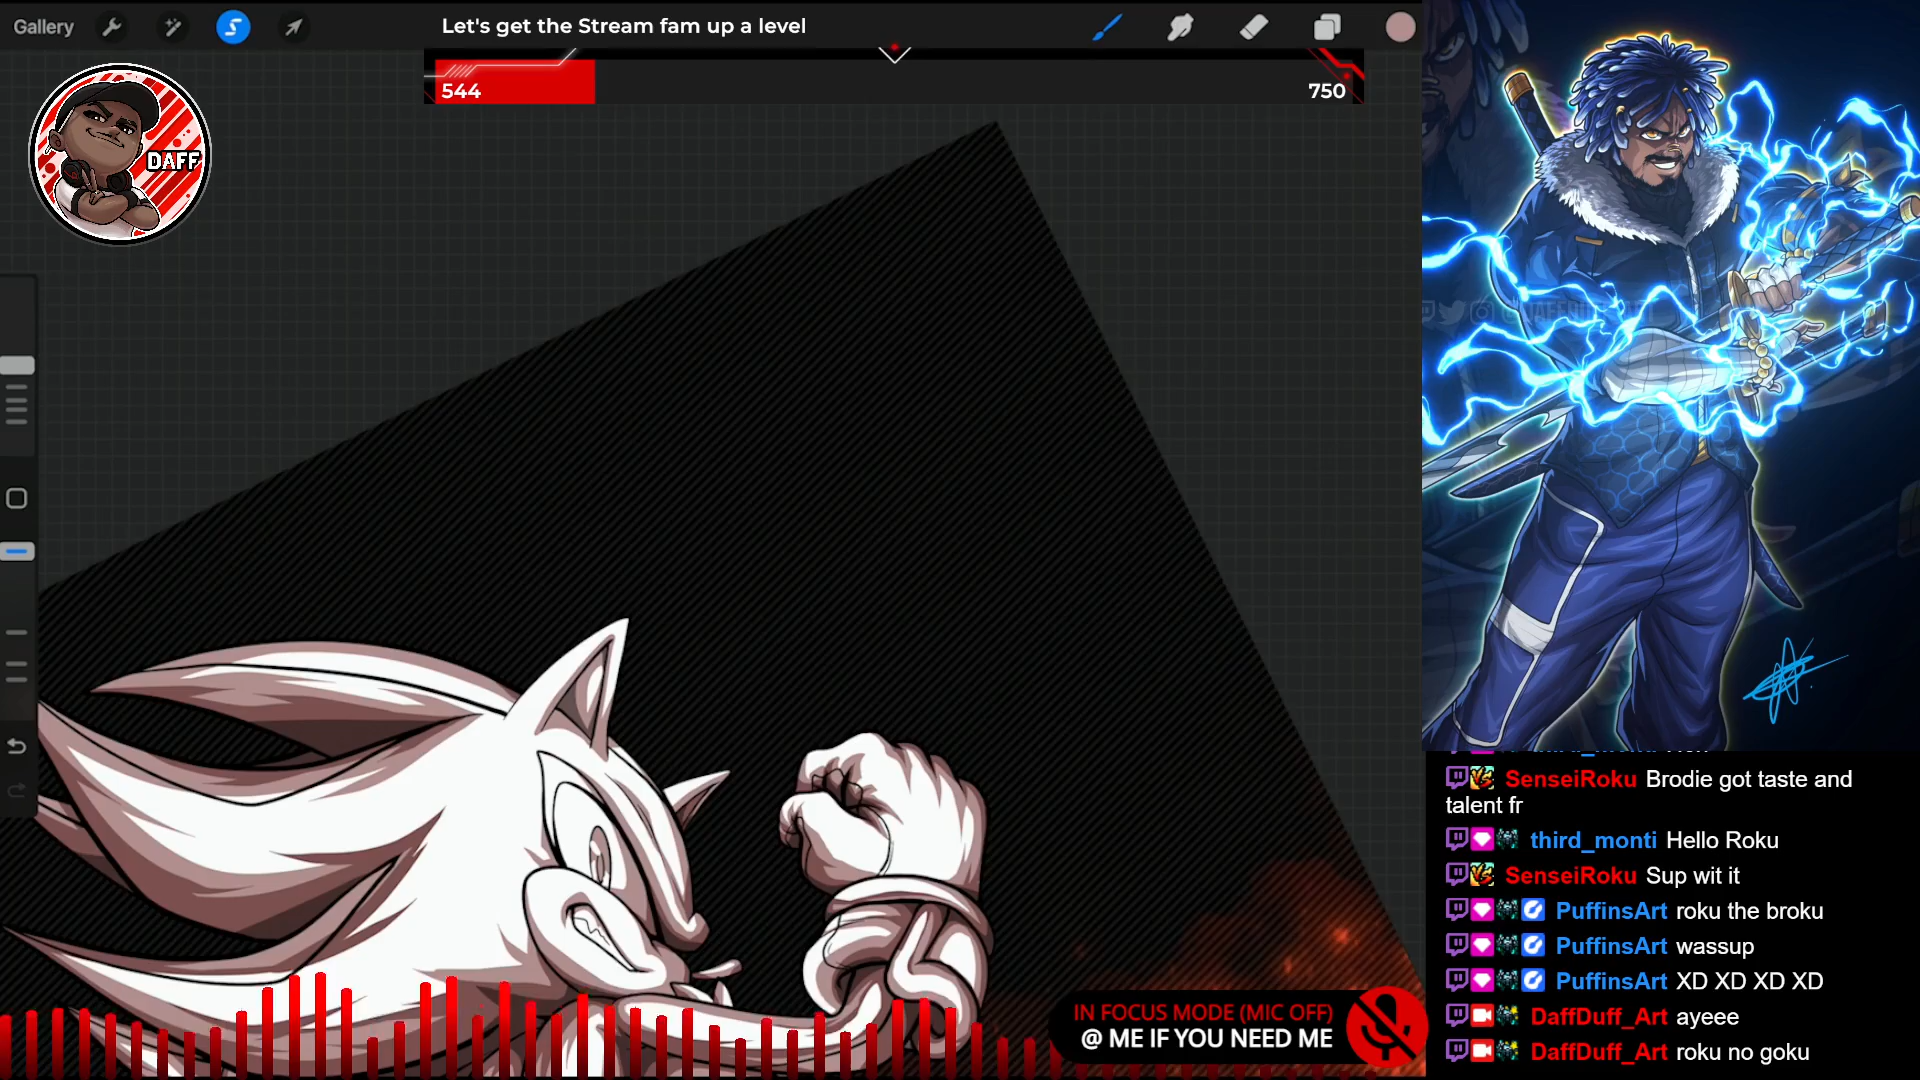 Gallery
Let's get the Stream fam up a level
544
750
DAFF
SenseiRoku Brodie got taste and
talent fr
third_monti Hello Roku
SenseiRoku Sup wit it
PuffinsArt roku the broku
PuffinsArt wassup
PuffinsArt XD XD XD XD
DaffDuff_Art ayeee
DaffDuff_Art roku no goku
IN FOCUS MODE (MIC OFF)
@ ME IF YOU NEED ME